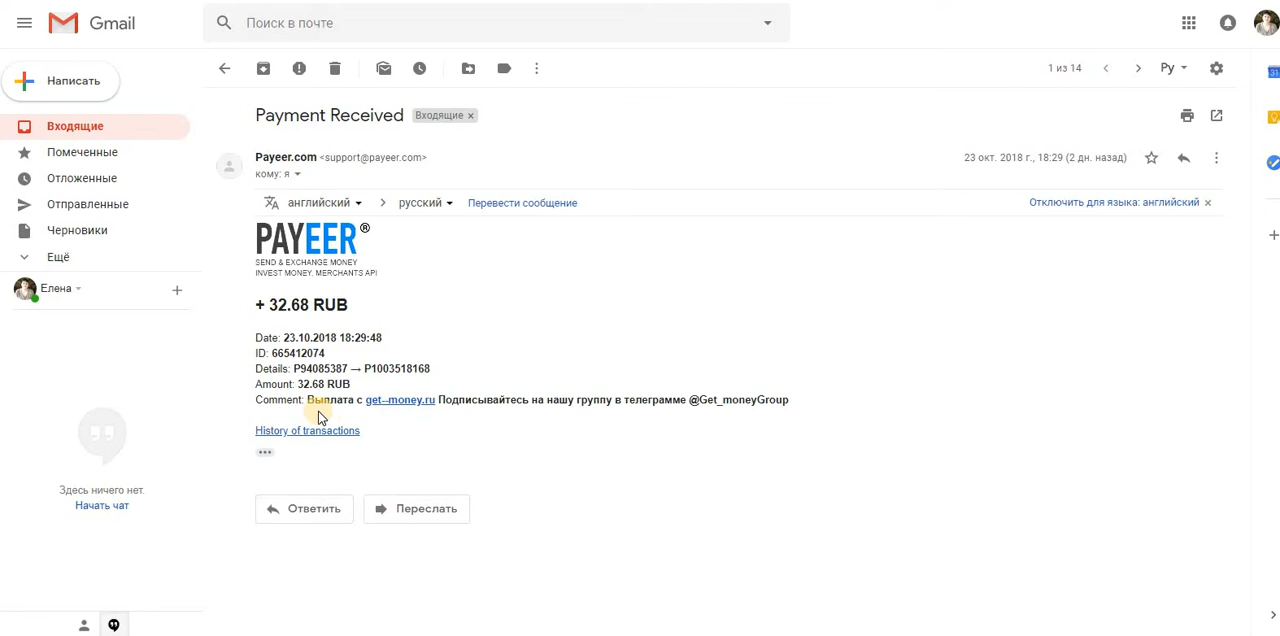 Gmail
Поиск в почте
Написать
1 из 14
Ру
Входящие
Помеченные
Отложенные
Отправленные
Черновики
Ещё
Елена
Здесь ничего нет.
Начать чат
Payment Received Входящие ×
Payeer.com <support@payeer.com>
23 окт. 2018 г., 18:29 (2 дн. назад)
кому: я
английский > русский Перевести сообщение
Отключить для языка: английский ×
PAYEER®
SEND & EXCHANGE MONEY
INVEST MONEY, MERCHANTS API
+ 32.68 RUB
Date: 23.10.2018 18:29:48
ID: 665412074
Details: P94085387 → P1003518168
Amount: 32.68 RUB
Comment: Выплата с get--money.ru Подписывайтесь на нашу группу в телеграмме @Get_moneyGroup
History of transactions
Ответить
Переслать
31